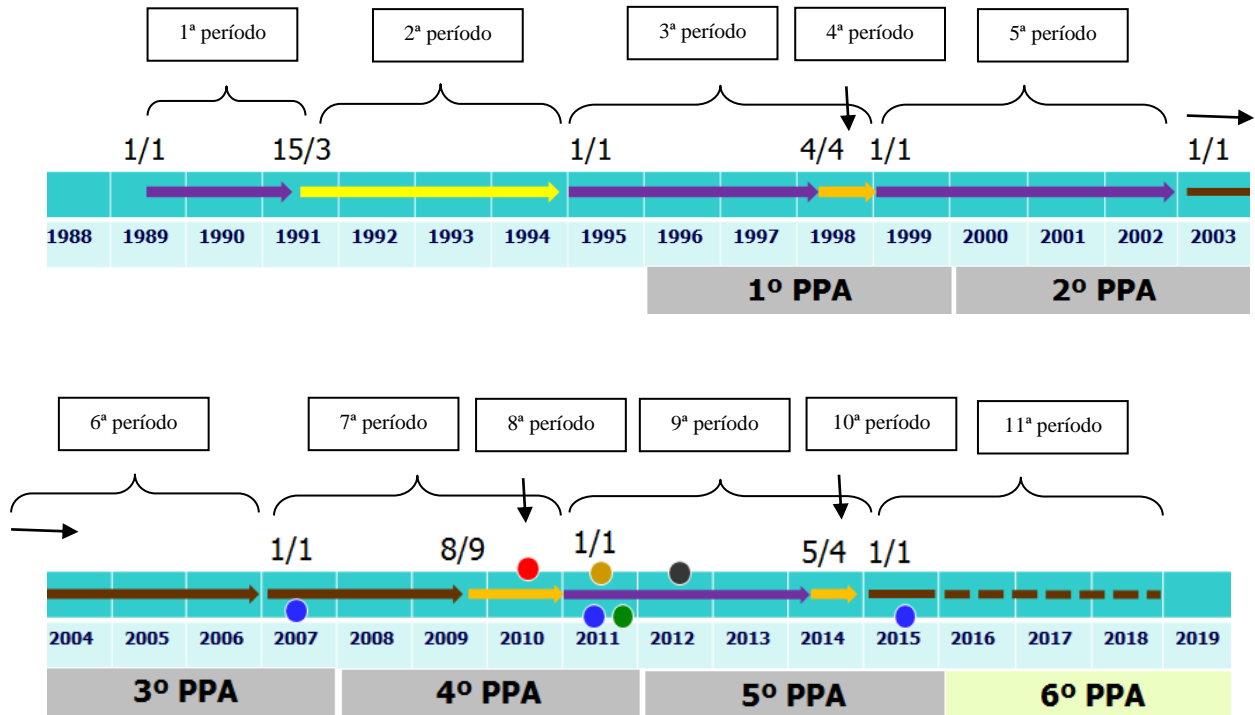 1ª período 2ª período 3ª período 4ª período 5ª período
1/1 15/3 1/1 4/4 1/1 1/1
1988 1989 1990 1991 1992 1993 1994 1995 1996 1997 1998 1999 2000 2001 2002 2003
1º PPA 2º PPA
6ª período 7ª período 8ª período 9ª período 10ª período 11ª período
1/1 8/9 1/1 5/4 1/1
2004 2005 2006 2007 2008 2009 2010 2011 2012 2013 2014 2015 2016 2017 2018 2019
3º PPA 4º PPA 5º PPA 6º PPA